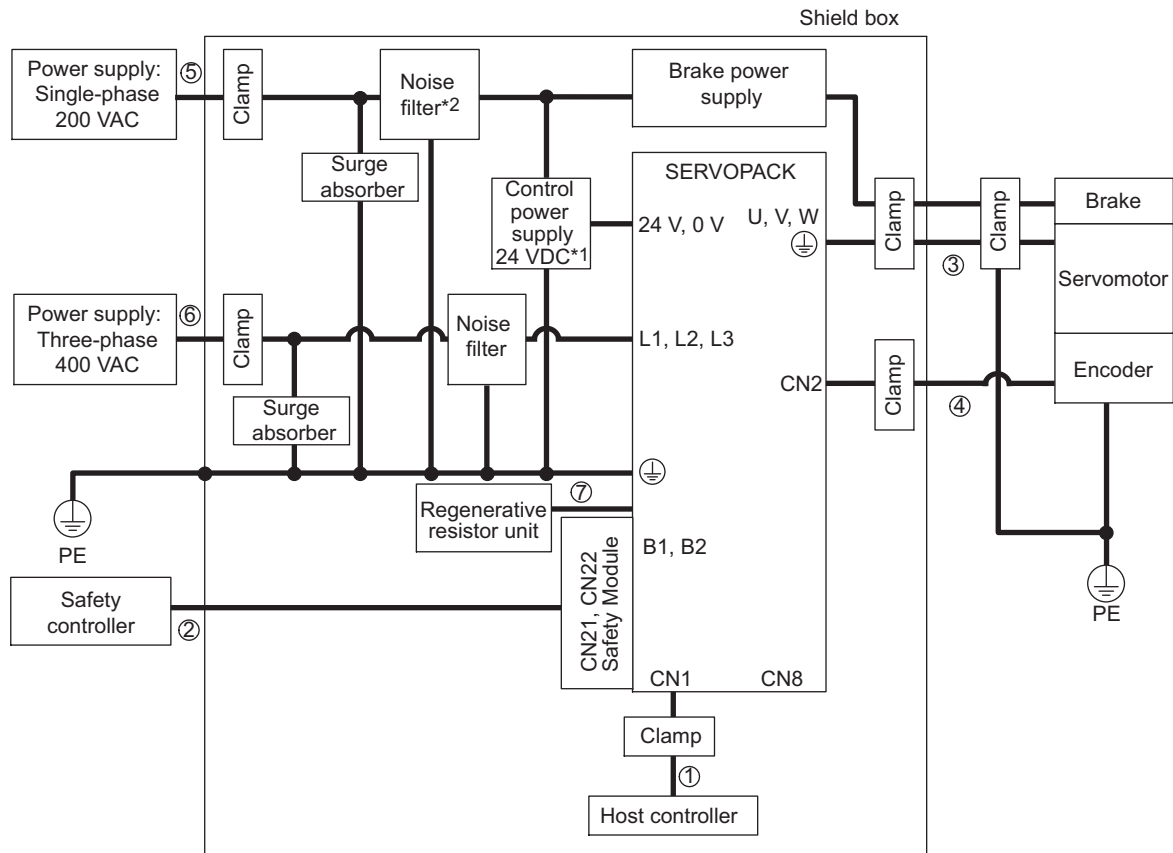 Shield box
Power supply:
Single-phase
200 VAC
⑤
Clamp
Noise
filter*2
Brake power
supply
Surge
absorber
Control
power
supply
24 VDC*1
SERVOPACK
24 V, 0 V
U, V, W
Clamp
Clamp
③
Brake
Servomotor
Encoder
Power supply:
Three-phase
400 VAC
⑥
Clamp
Noise
filter
L1, L2, L3
CN2
Clamp
④
Surge
absorber
PE
Regenerative
resistor unit
⑦
B1, B2
PE
Safety
controller
②
CN21, CN22
Safety Module
CN1
CN8
Clamp
①
Host controller